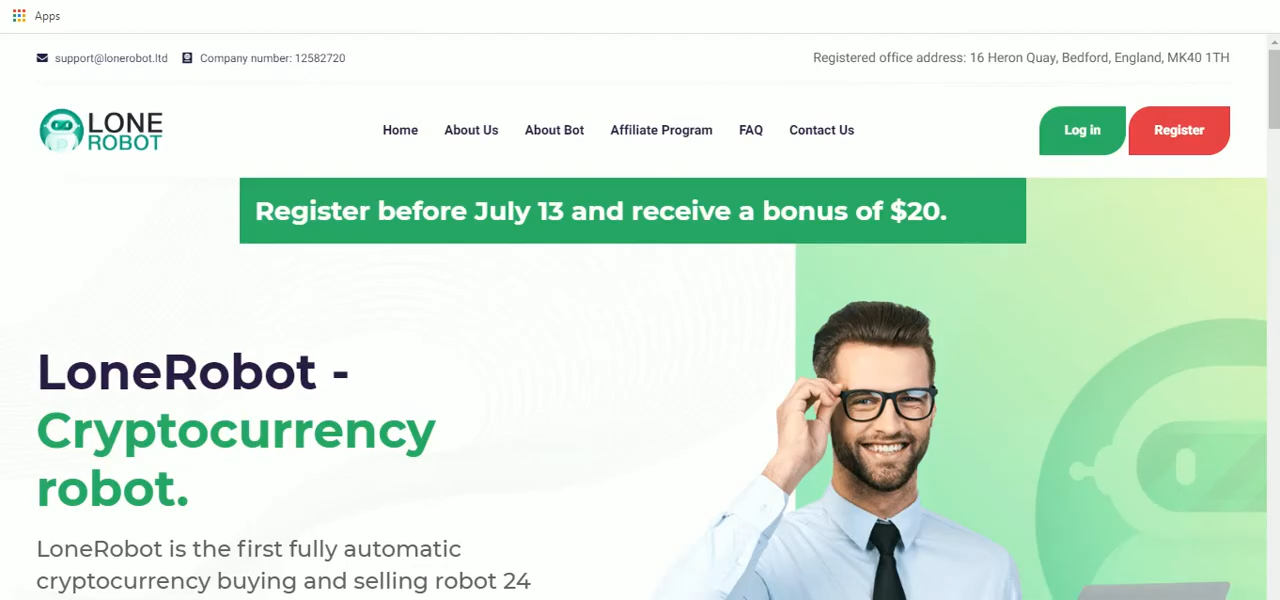 Apps
support@lonerobot.ltd Company number: 12582720 Registered office address: 16 Heron Quay, Bedford, England, MK40 1TH
LONE
ROBOT
Home About Us About Bot Affiliate Program FAQ Contact Us Log in Register
Register before July 13 and receive a bonus of $20.
LoneRobot -
Cryptocurrency
robot.
LoneRobot is the first fully automatic
cryptocurrency buying and selling robot 24